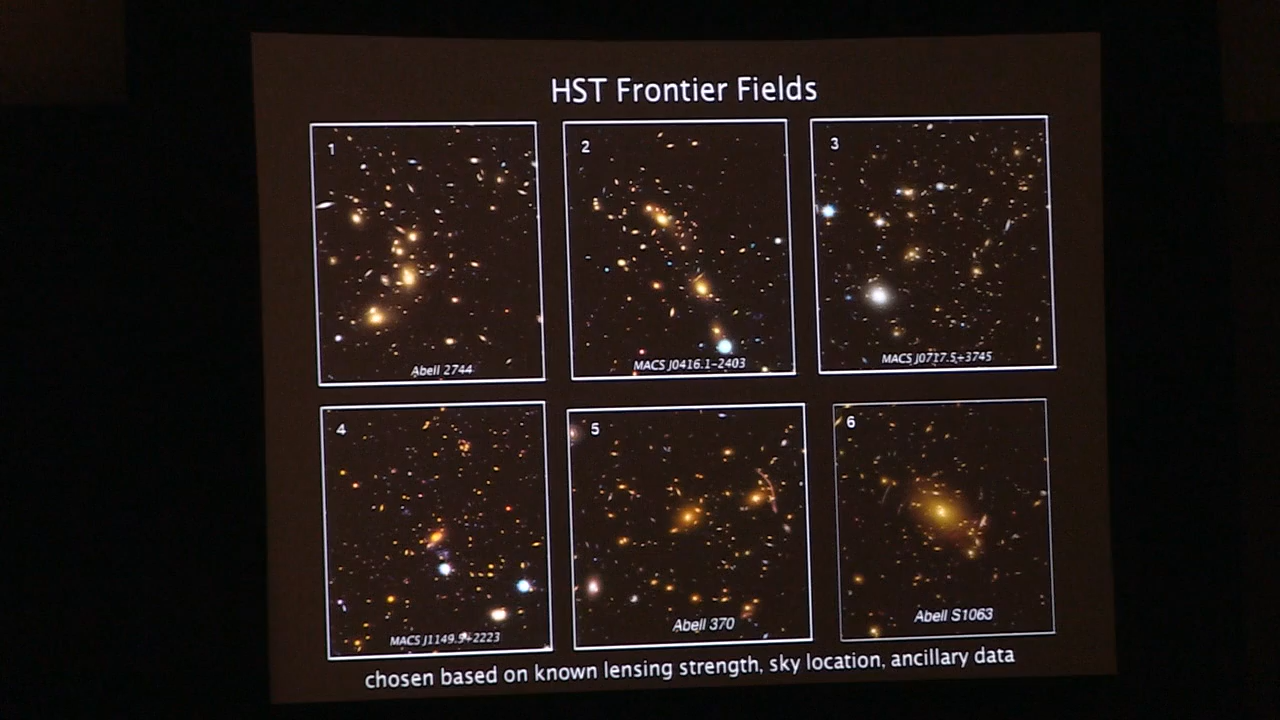 HST Frontier Fields
1
2
3
Abell 2744
MACS J0416.1-2403
MACS J0717.5+3745
4
5
6
MACS J1149.5+2223
Abell 370
Abell S1063
chosen based on known lensing strength, sky location, ancillary data